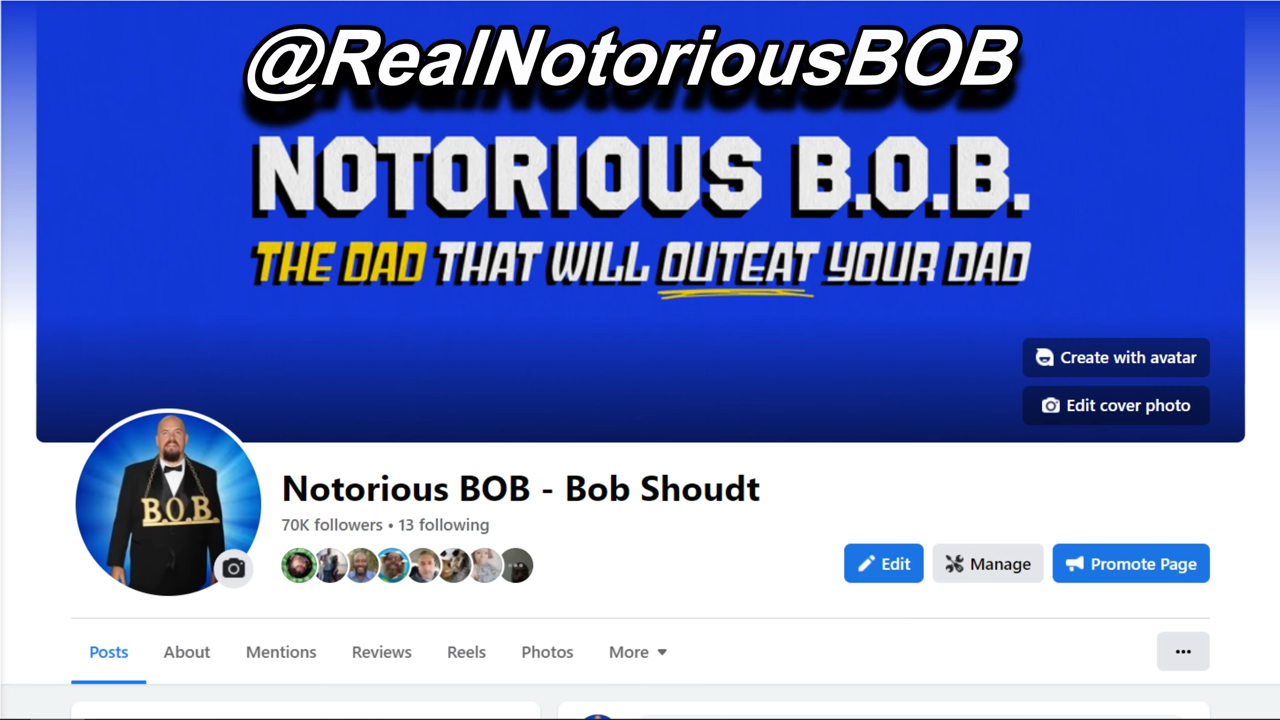 @RealNotoriousBOB
NOTORIOUS B.O.B.
THE DAD THAT WILL OUTEAT YOUR DAD
Create with avatar
Edit cover photo
B.O.B.
Notorious BOB - Bob Shoudt
70K followers • 13 following
Edit
Manage
Promote Page
Posts
About
Mentions
Reviews
Reels
Photos
More